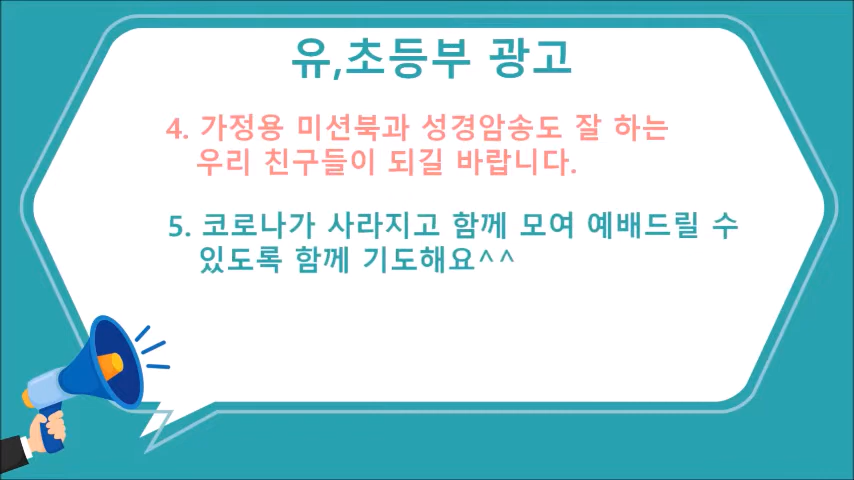 유,초등부 광고
4. 가정용 미션북과 성경암송도 잘 하는
우리 친구들이 되길 바랍니다.
5. 코로나가 사라지고 함께 모여 예배드릴 수
있도록 함께 기도해요^^